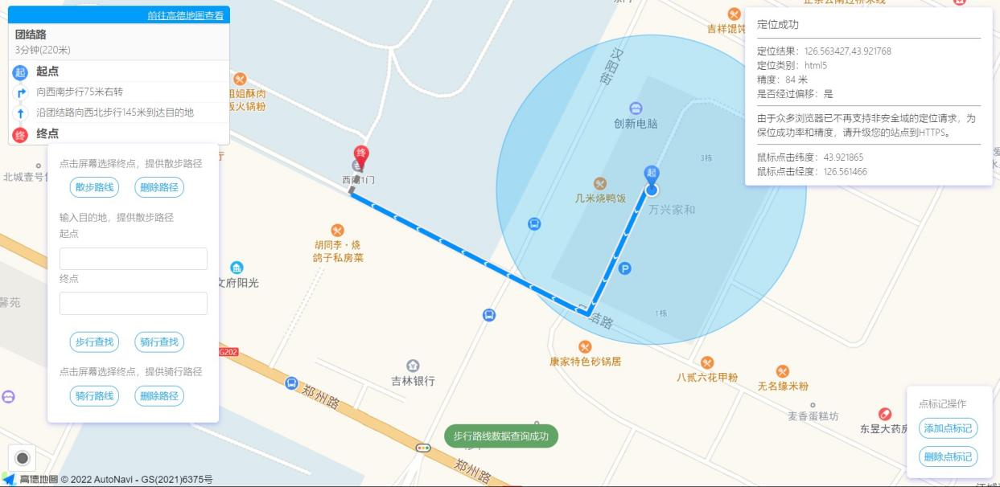 前往高德地图查看
团结路
3分钟(220米)
起 起点
向西南步行75米右转
沿团结路向西北步行145米到达目的地
终 终点
点击屏幕选择终点，提供散步路径
散步路线 删除路径
输入目的地，提供散步路径
起点
终点
步行查找 骑行查找
点击屏幕选择终点，提供骑行路径
骑行路线 删除路径
高德地图 © 2022 AutoNavi - GS(2021)6375号
定位成功
定位结果：126.563427,43.921768
定位类别：html5
精度：84 米
是否经过偏移：是
由于众多浏览器已不再支持非安全域的定位请求，为
保位成功率和精度，请升级您的站点到HTTPS。
鼠标点击纬度：43.921865
鼠标点击经度：126.561466
点标记操作
添加点标记
删除点标记
步行路线数据查询成功
吉祥馄饨
汉阳街
创新电脑
3栋
起
几米烧鸭饭
万兴家和
P
1栋
终
西南1门
胡同李·烧
鸽子私房菜
文府阳光
北城壹号
馨苑
G202
吉林银行
郑州路
郑州路
康家特色砂锅居
八贰六花甲粉
无名缘米粉
麦香蛋糕坊
东昱大药房